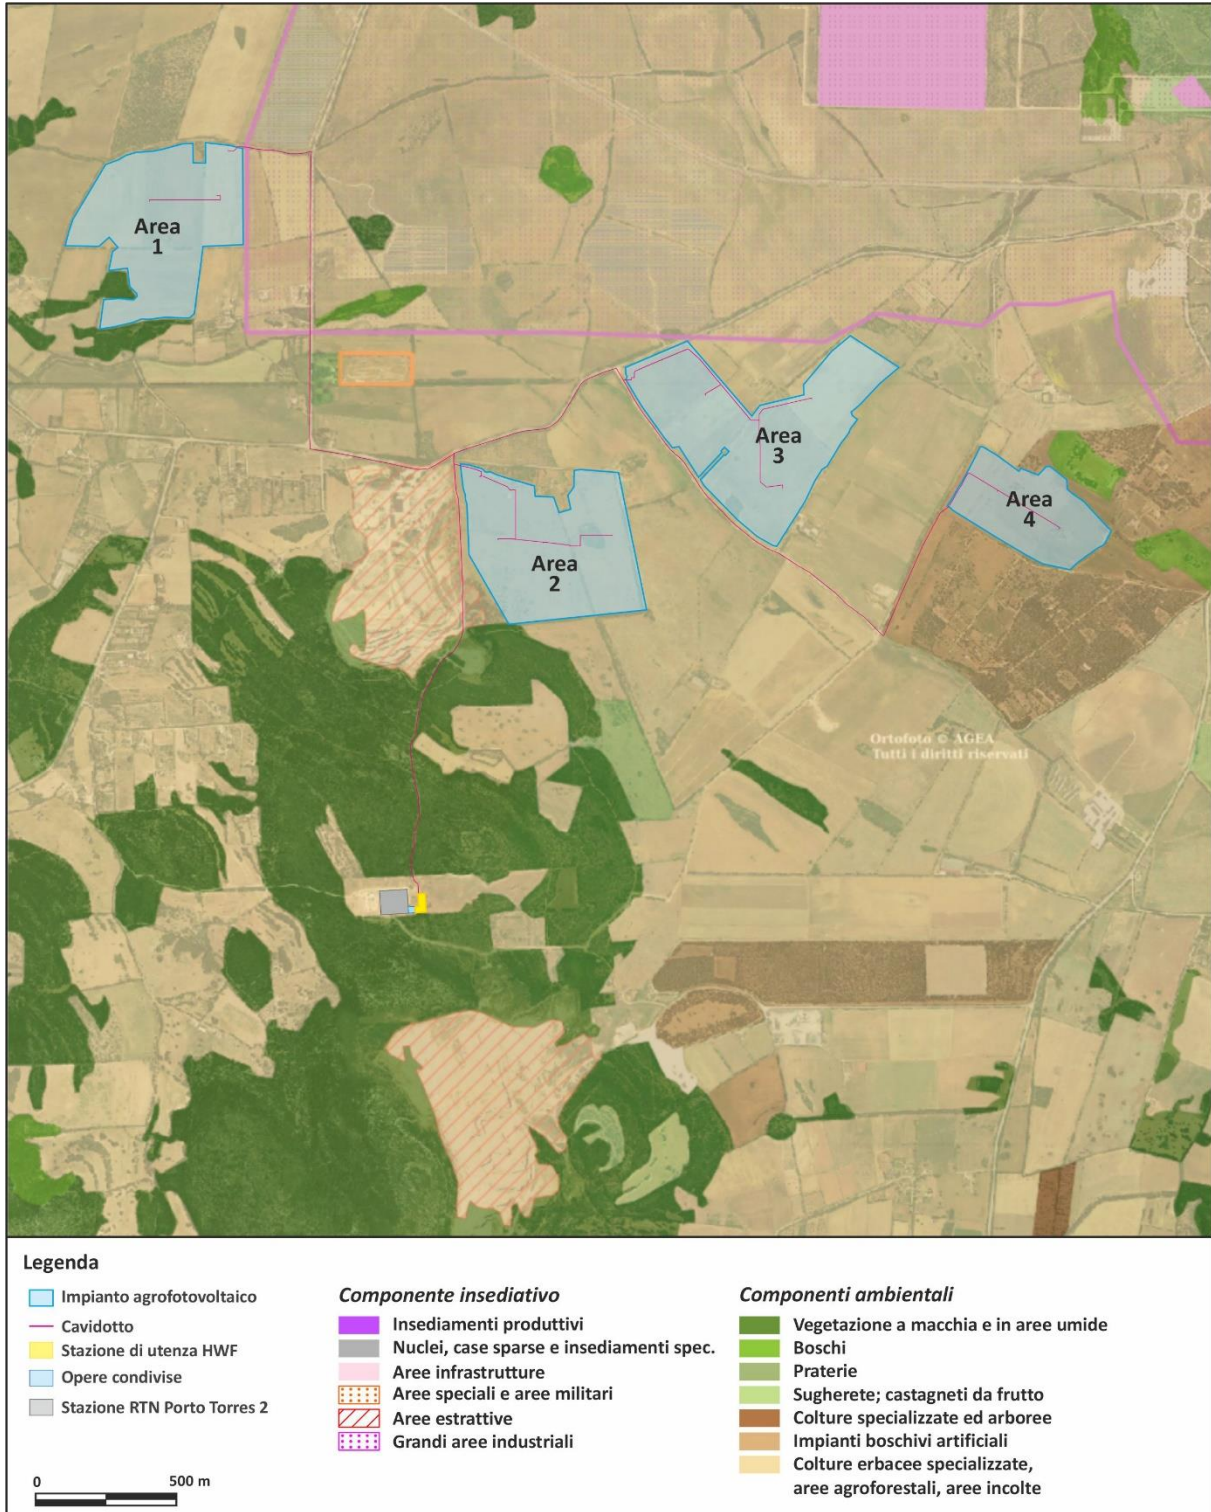 Area
1
Area
3
Area
4
Area
2
Ortofoto © AGEA
Tutti i diritti riservati
Legenda
Impianto agrofotovoltaico
Cavidotto
Stazione di utenza HWF
Opere condivise
Stazione RTN Porto Torres 2
0 500 m
Componente insediativo
Insediamenti produttivi
Nuclei, case sparse e insediamenti spec.
Aree infrastrutture
Aree speciali e aree militari
Aree estrattive
Grandi aree industriali
Componenti ambientali
Vegetazione a macchia e in aree umide
Boschi
Praterie
Sugherete; castagneti da frutto
Colture specializzate ed arboree
Impianti boschivi artificiali
Colture erbacee specializzate,
aree agroforestali, aree incolte